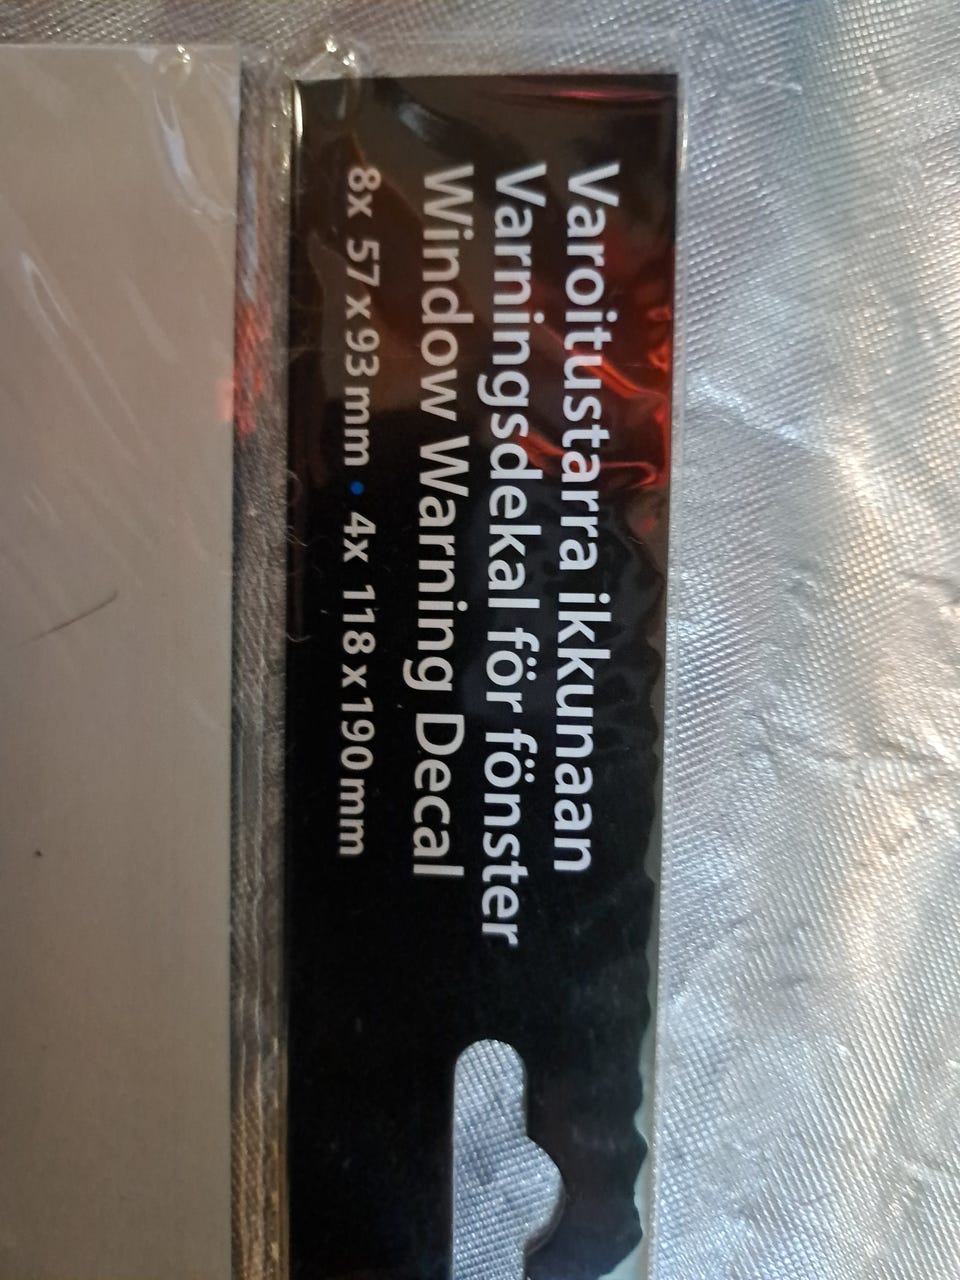 Varoitustarra ikkunaan
Varningsdekal för fönster
Window Warning Decal
8x 57 x 93 mm • 4x 118 x 190 mm